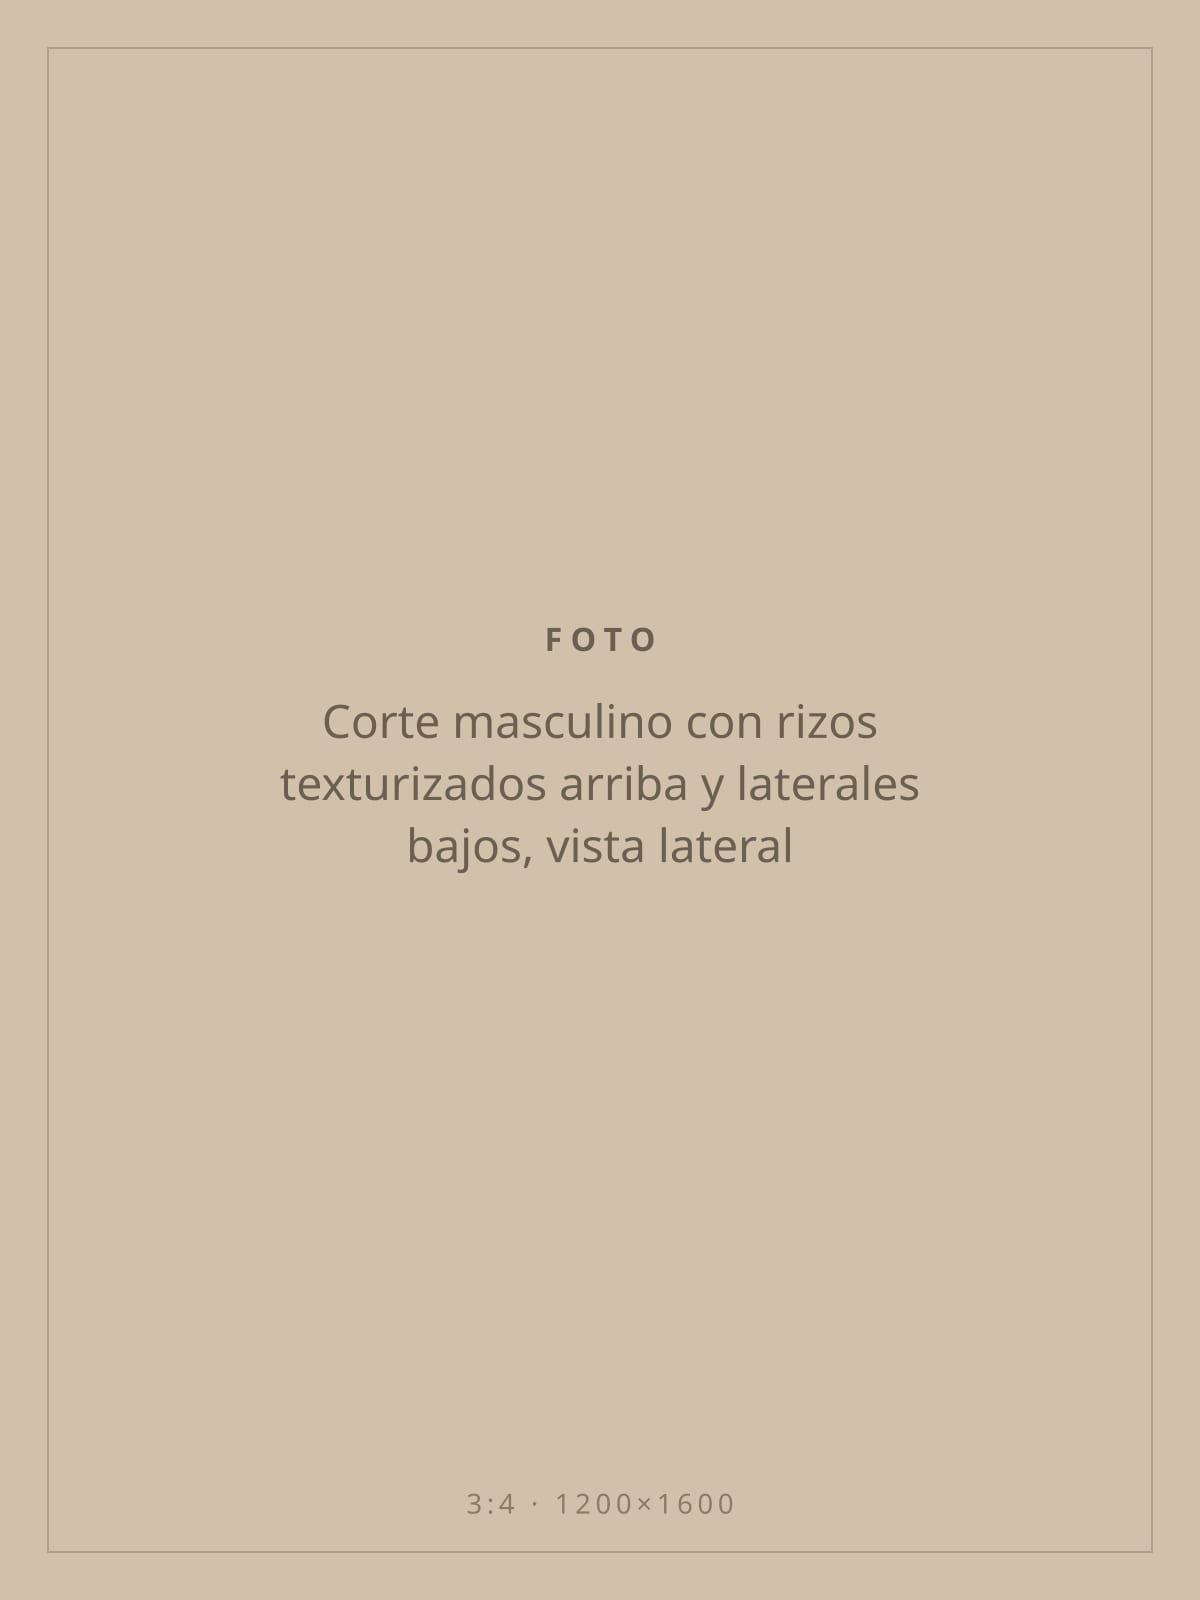 FOTO
Corte masculino con rizos
texturizados arriba y laterales
bajos, vista lateral
3:4 · 1200×1600